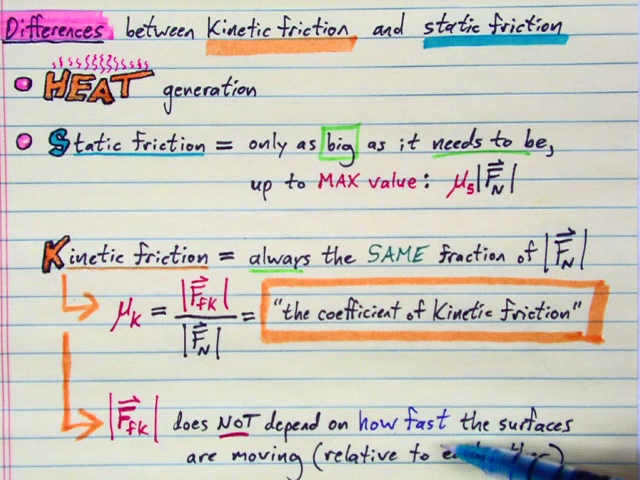 Differences between Kinetic friction and static friction
HEAT generation
Static friction = only as big as it needs to be,
up to MAX value: μs|F⃗N|
Kinetic friction = always the SAME fraction of |F⃗N|
μK = |F⃗fK| / |F⃗N| = "the coefficient of Kinetic friction"
|F⃗fK| does NOT depend on how fast the surfaces
are moving (relative to